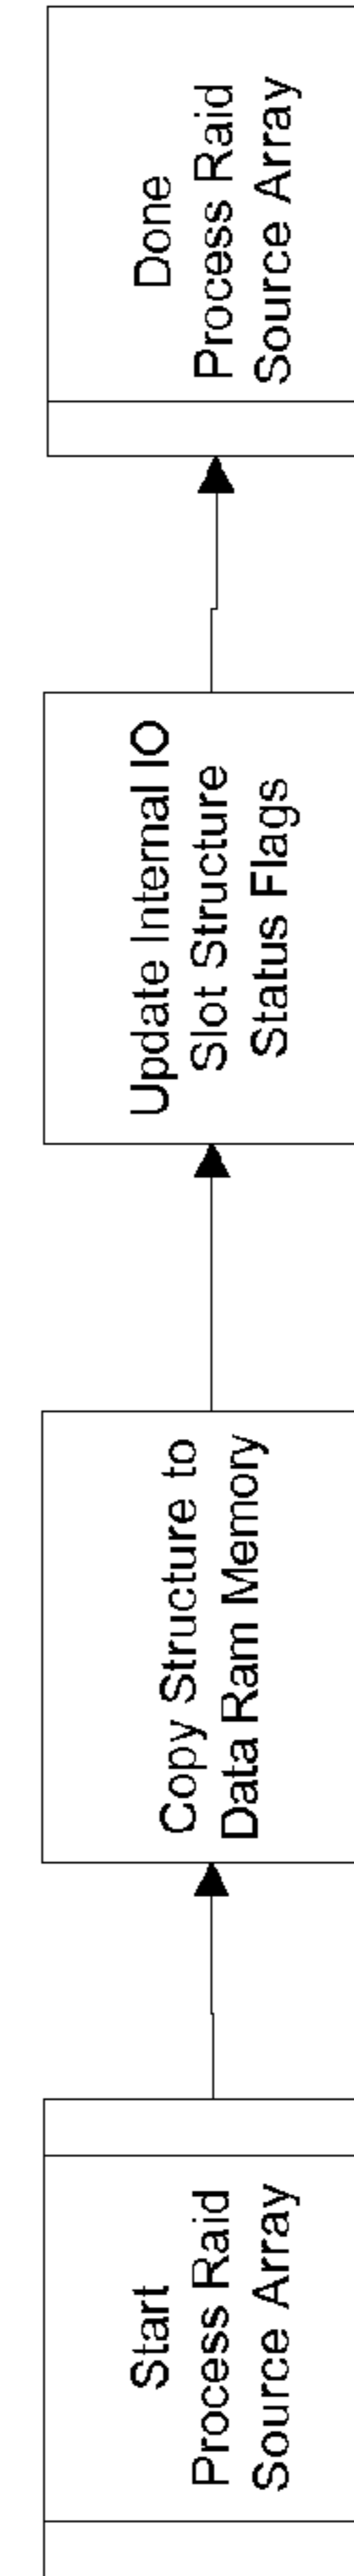 Start
Process Raid
Source Array
Copy Structure to
Data Ram Memory
Update Internal IO
Slot Structure
Status Flags
Done
Process Raid
Source Array